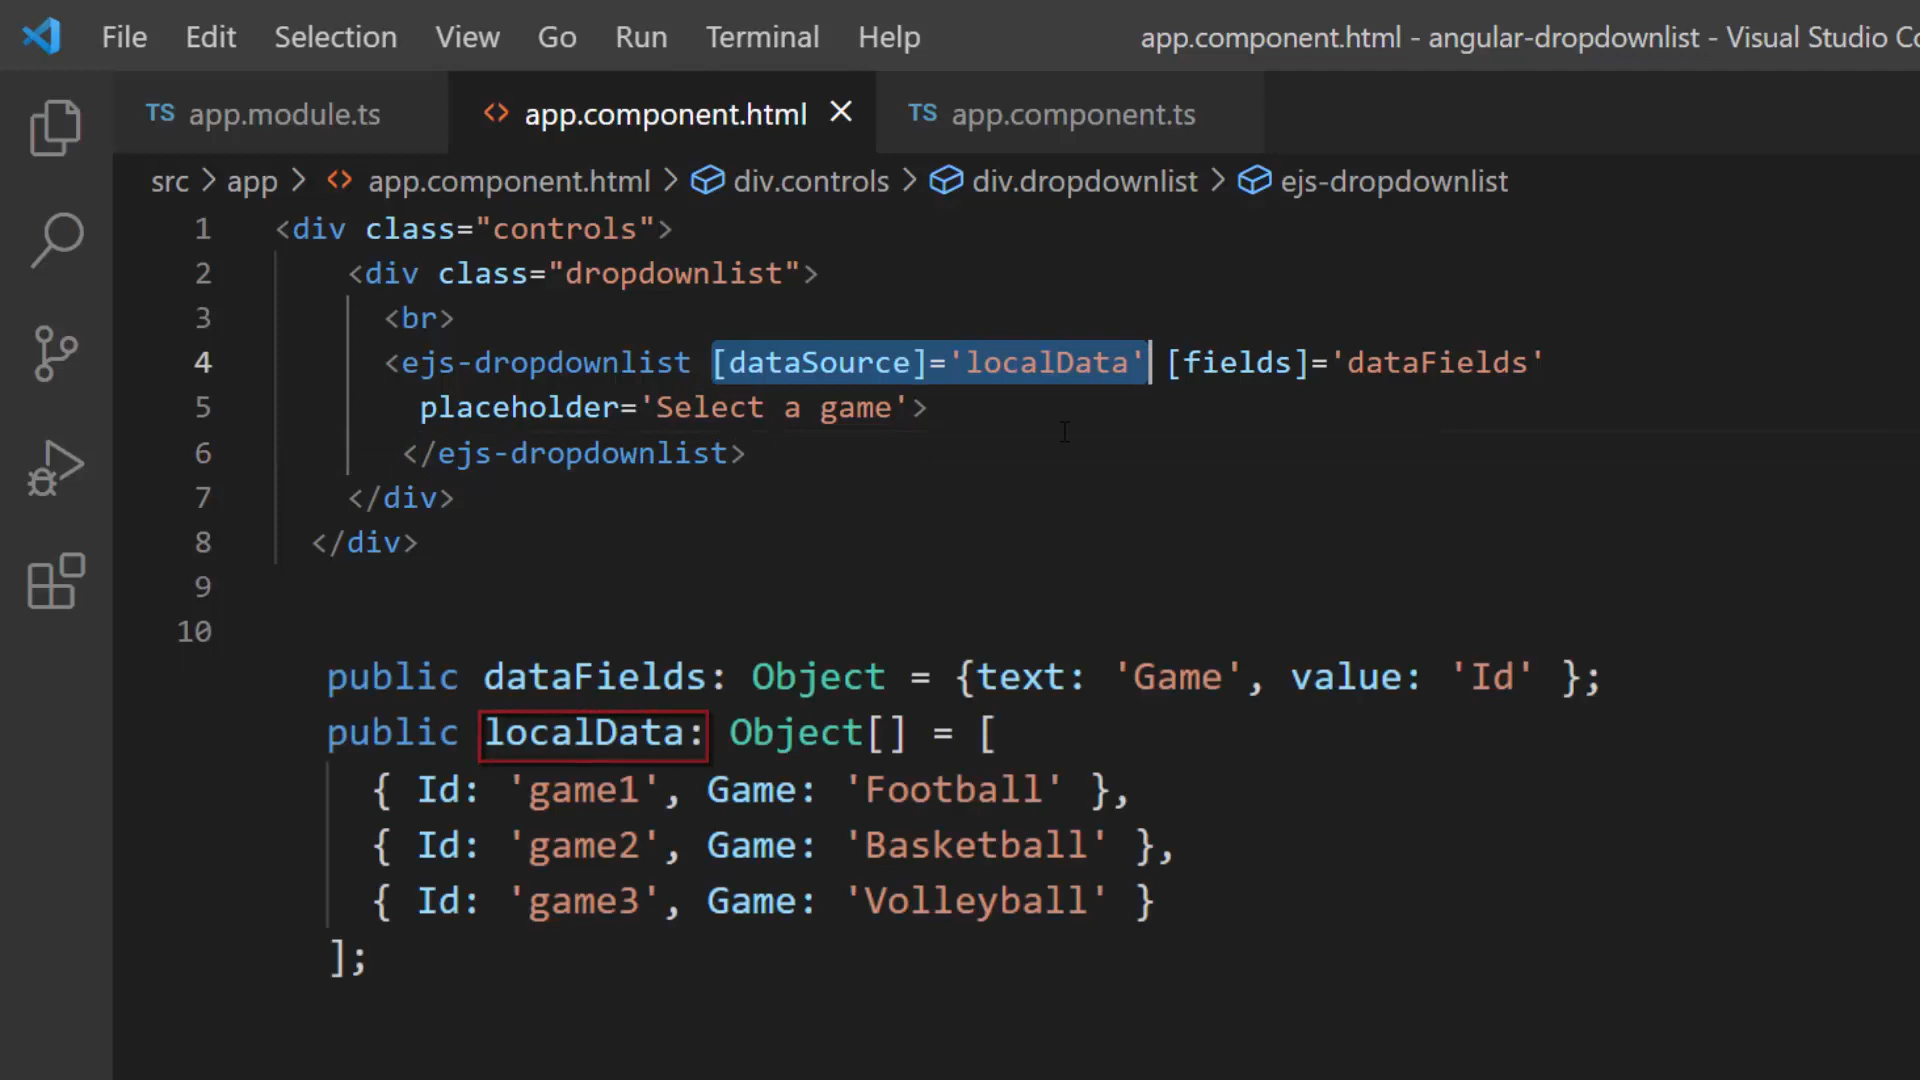 File Edit Selection View Go Run Terminal Help app.component.html - angular-dropdownlist - Visual Studio Co
TS app.module.ts <> app.component.html × TS app.component.ts
src > app > <> app.component.html > div.controls > div.dropdownlist > ejs-dropdownlist
1 <div class="controls">
2 <div class="dropdownlist">
3 <br>
4 <ejs-dropdownlist [dataSource]='localData' [fields]='dataFields'
5 placeholder='Select a game'>
6 </ejs-dropdownlist>
7 </div>
8 </div>
9
10
public dataFields: Object = {text: 'Game', value: 'Id' };
public localData: Object[] = [
{ Id: 'game1', Game: 'Football' },
{ Id: 'game2', Game: 'Basketball' },
{ Id: 'game3', Game: 'Volleyball' }
];